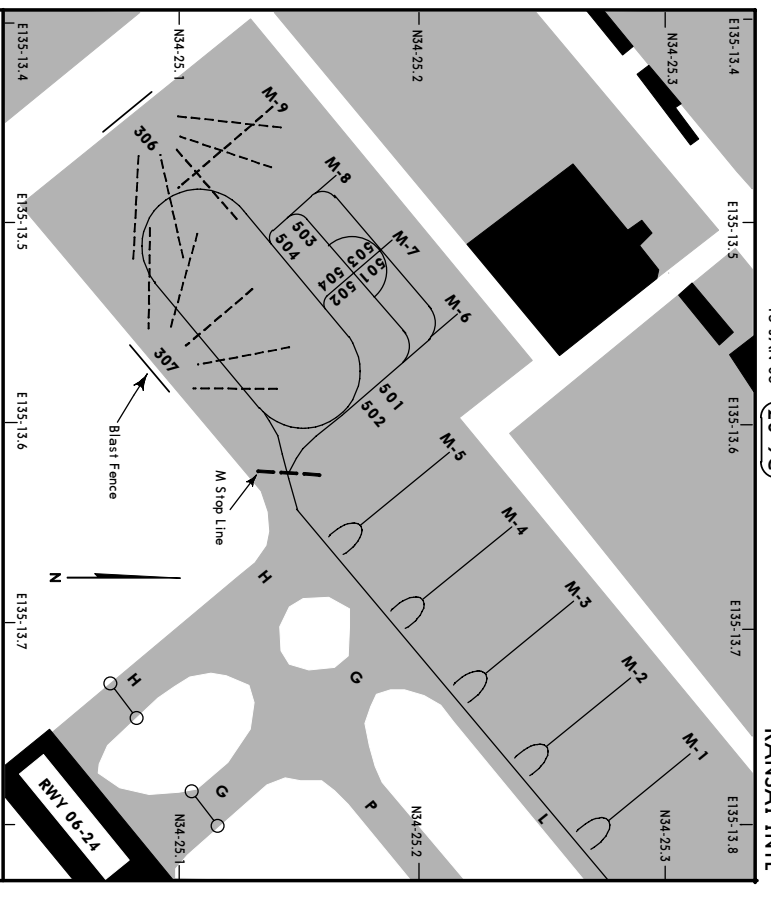 KANSAI INTL
E135-13.4
N34-25.1
N34-25.2
N34-25.3
E135-13.4
M-9
306
M-8
503
504
M-7
503
501
504
502
M-6
E135-13.5
E135-13.5
307
501
502
Blast Fence
M Stop Line
E135-13.6
E135-13.6
M-5
M-4
M-3
M-2
M-1
N
H
G
H
G
P
L
E135-13.7
E135-13.7
RWY 06-24
N34-25.1
N34-25.2
N34-25.3
E135-13.8